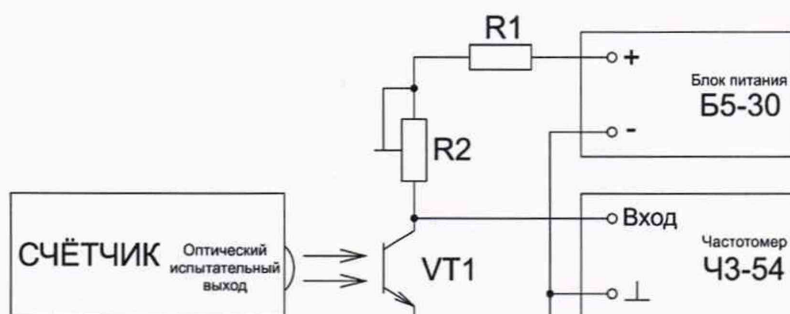 R1
+
Блок питания
Б5-30
-
R2
Вход
СЧЁТЧИК
Оптический
испытательный
выход
VT1
Частотомер
Ч3-54
⊥